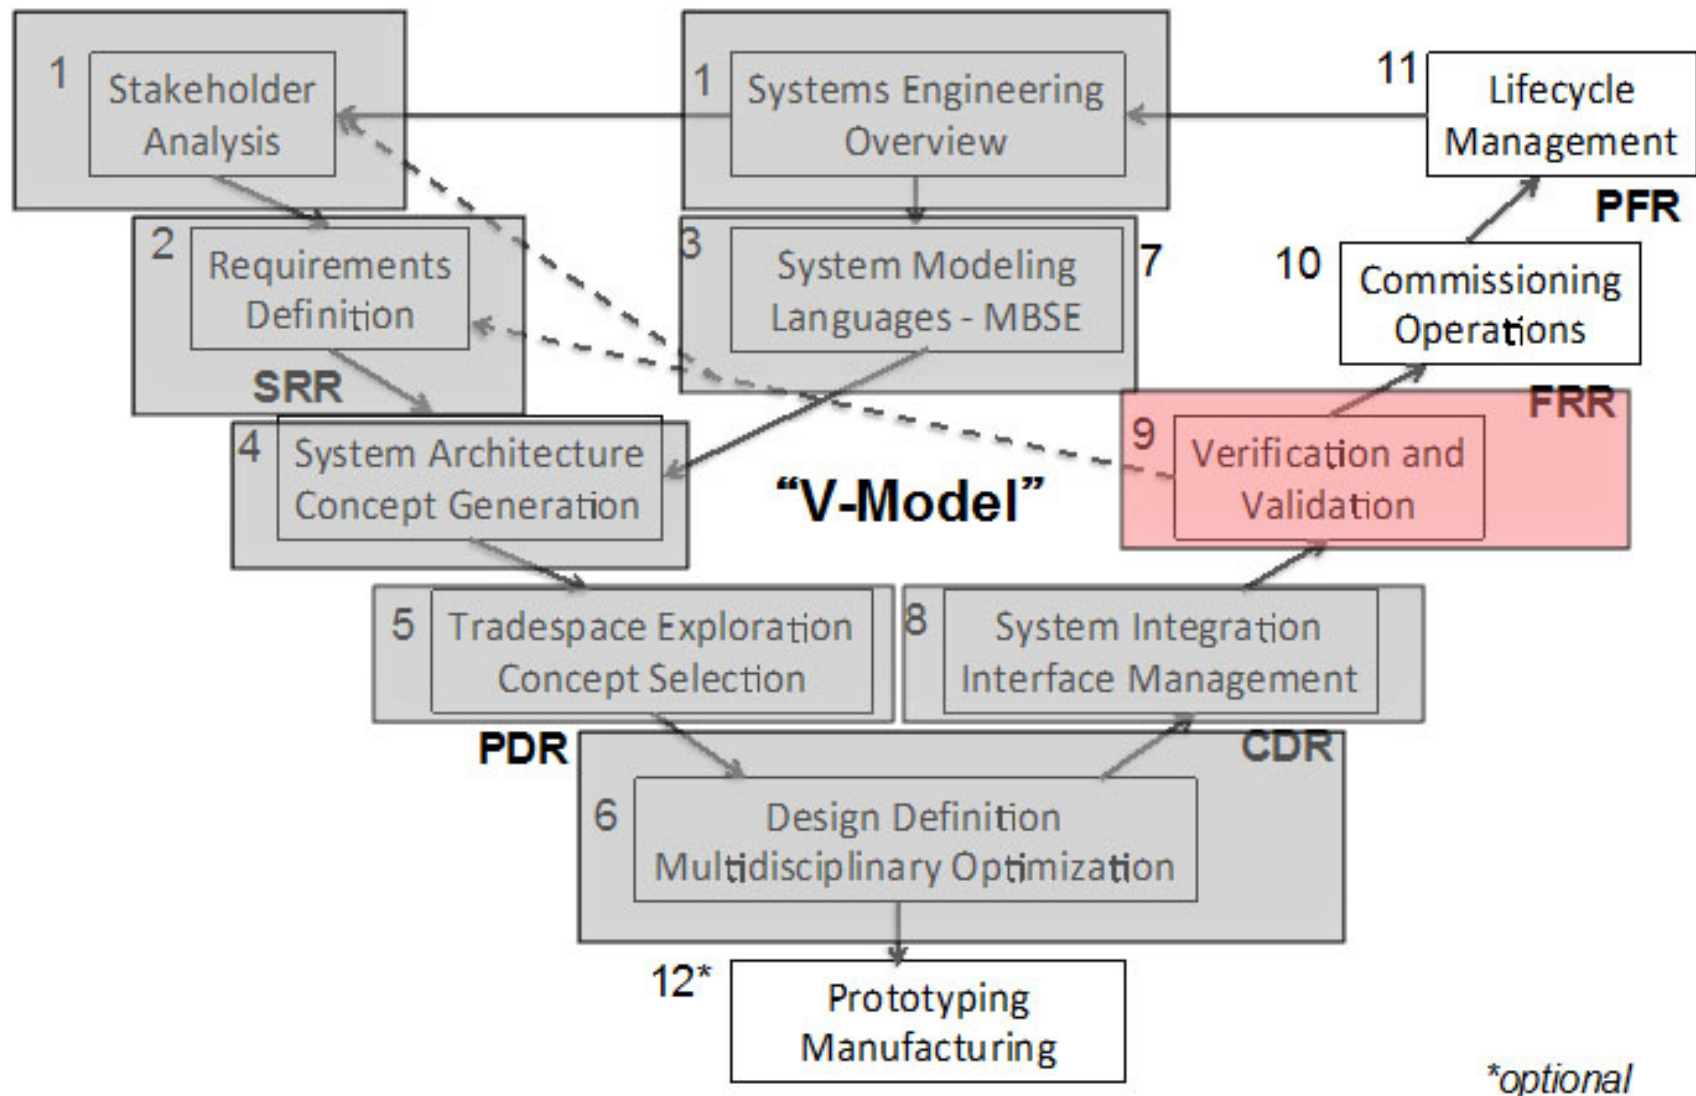 1
Stakeholder
Analysis
1
Systems Engineering
Overview
11
Lifecycle
Management
PFR
2
Requirements
Definition
SRR
3
System Modeling
Languages - MBSE
7
10
Commissioning
Operations
FRR
4
System Architecture
Concept Generation
“V-Model”
9
Verification and
Validation
5
Tradespace Exploration
Concept Selection
PDR
8
System Integration
Interface Management
CDR
6
Design Definition
Multidisciplinary Optimization
12*
Prototyping
Manufacturing
*optional